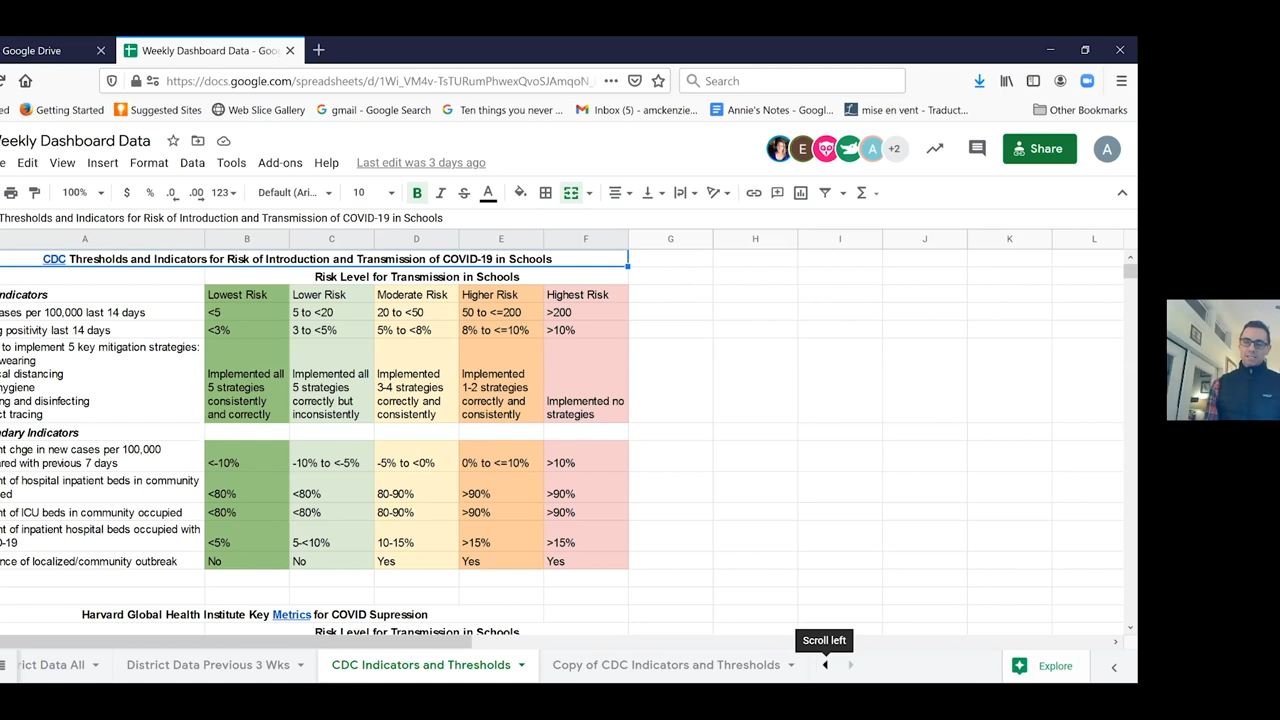 Google Drive
Weekly Dashboard Data - Goo
https://docs.google.com/spreadsheets/d/1Wi_VM4v-TsTURumPhwexQvoSJAmqoN_
Search
Getting Started
Suggested Sites
Web Slice Gallery
gmail - Google Search
Ten things you never ...
Inbox (5) - amckenzie...
Annie's Notes - Googl...
mise en vent - Traduct...
Other Bookmarks
Weekly Dashboard Data
Edit View Insert Format Data Tools Add-ons Help Last edit was 3 days ago
E A +2 Share A
100% $ % .0 .00 123 Default (Ari... 10 B I S A
Thresholds and Indicators for Risk of Introduction and Transmission of COVID-19 in Schools
A B C D E F G H I J K L
CDC Thresholds and Indicators for Risk of Introduction and Transmission of COVID-19 in Schools
Risk Level for Transmission in Schools
ndicators Lowest Risk Lower Risk Moderate Risk Higher Risk Highest Risk
ases per 100,000 last 14 days <5 5 to <20 20 to <50 50 to <=200 >200
g positivity last 14 days <3% 3 to <5% 5% to <8% 8% to <=10% >10%
to implement 5 key mitigation strategies:
wearing
cal distancing Implemented all Implemented all Implemented Implemented
hygiene 5 strategies 5 strategies 3-4 strategies 1-2 strategies
ng and disinfecting consistently correctly but correctly and correctly and Implemented no
ct tracing and correctly inconsistently consistently consistently strategies
ndary Indicators
nt chge in new cases per 100,000
ared with previous 7 days <-10% -10% to <-5% -5% to <0% 0% to <=10% >10%
nt of hospital inpatient beds in community
ed <80% <80% 80-90% >90% >90%
nt of ICU beds in community occupied <80% <80% 80-90% >90% >90%
nt of inpatient hospital beds occupied with
D-19 <5% 5-<10% 10-15% >15% >15%
nce of localized/community outbreak No No Yes Yes Yes
Harvard Global Health Institute Key Metrics for COVID Supression
Risk Level for Transmission in Schools
Scroll left
rict Data All District Data Previous 3 Wks CDC Indicators and Thresholds Copy of CDC Indicators and Thresholds Explore